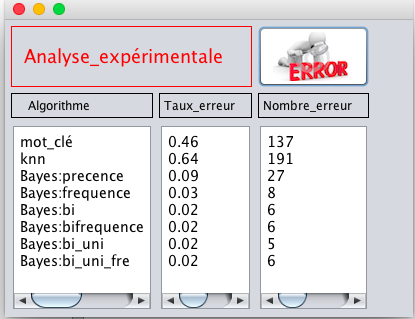 Analyse_expérimentale
ERROR
Algorithme Taux_erreur Nombre_erreur
mot_clé 0.46 137
knn 0.64 191
Bayes:precence 0.09 27
Bayes:frequence 0.03 8
Bayes:bi 0.02 6
Bayes:bifrequence 0.02 6
Bayes:bi_uni 0.02 5
Bayes:bi_uni_fre 0.02 6